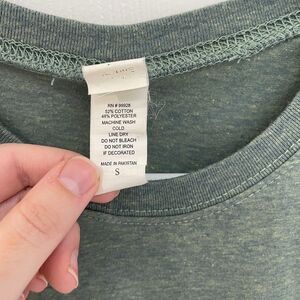 RN # 99928
52% COTTON
48% POLYESTER
MACHINE WASH
COLD
LINE DRY
DO NOT BLEACH
DO NOT IRON
IF DECORATED
MADE IN PAKISTAN
S